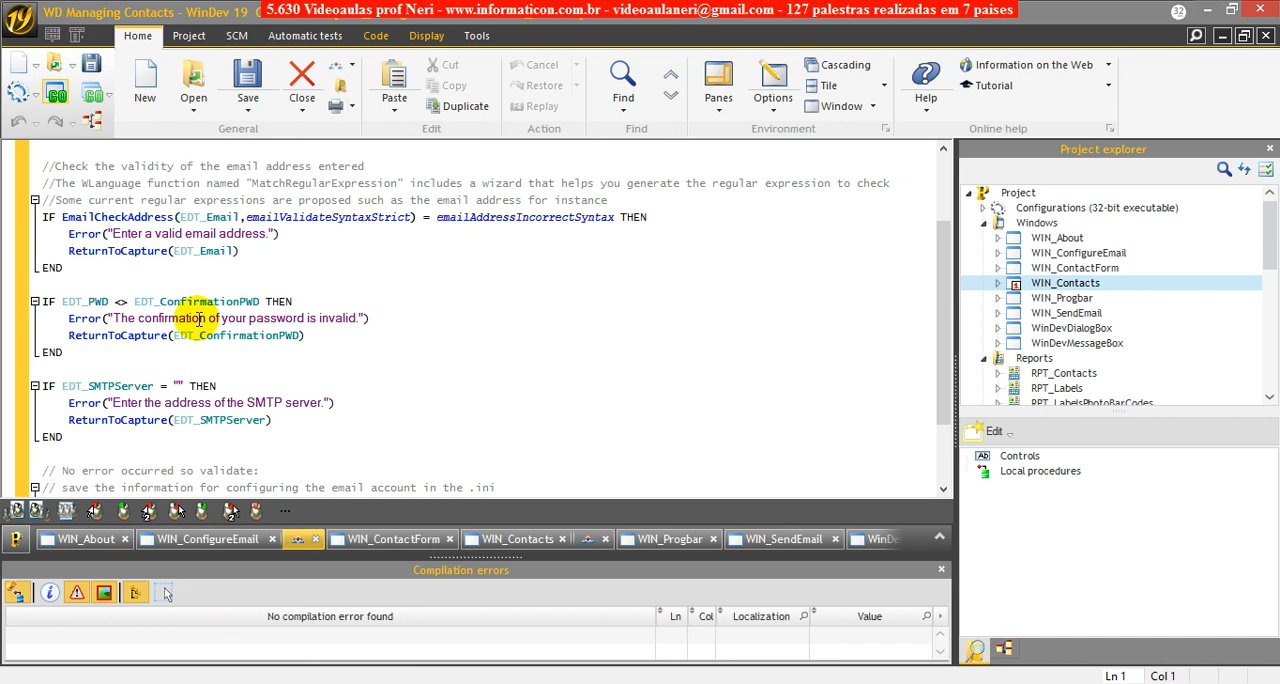 WD Managing Contacts - WinDev 19
5.630 Videoaulas prof Neri - www.informaticon.com.br - videoaulaneri@gmail.com - 127 palestras realizadas em 7 paises
32
Home Project SCM Automatic tests Code Display Tools
New Open Save Close
General
Paste Cut Copy Duplicate
Edit
Cancel Restore Replay
Action
Find
Find
Panes Options Cascading Tile Window
Environment
Help Information on the Web Tutorial
Online help
//Check the validity of the email address entered
//The WLanguage function named "MatchRegularExpression" includes a wizard that helps you generate the regular expression to check
//Some current regular expressions are proposed such as the email address for instance
IF EmailCheckAddress(EDT_Email,emailValidateSyntaxStrict) = emailAddressIncorrectSyntax THEN
Error("Enter a valid email address.")
ReturnToCapture(EDT_Email)
END
IF EDT_PWD <> EDT_ConfirmationPWD THEN
Error("The confirmation of your password is invalid.")
ReturnToCapture(EDT_ConfirmationPWD)
END
IF EDT_SMTPServer = "" THEN
Error("Enter the address of the SMTP server.")
ReturnToCapture(EDT_SMTPServer)
END
// No error occurred so validate:
// save the information for configuring the email account in the .ini
Project explorer
Project
Configurations (32-bit executable)
Windows
WIN_About
WIN_ConfigureEmail
WIN_ContactForm
WIN_Contacts
WIN_Progbar
WIN_SendEmail
WinDevDialogBox
WinDevMessageBox
Reports
RPT_Contacts
RPT_Labels
RPT_LabelsPhotoBarCodes
Edit
Controls
Local procedures
WIN_About WIN_ConfigureEmail WIN_ContactForm WIN_Contacts WIN_Progbar WIN_SendEmail WinDe
Compilation errors
No compilation error found Ln Col Localization Value
Ln 1 Col 1